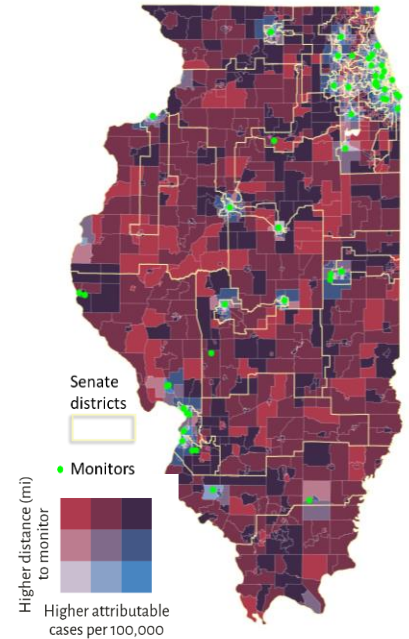 Senate
districts
Monitors
Higher distance (mi)
to monitor
Higher attributable
cases per 100,000